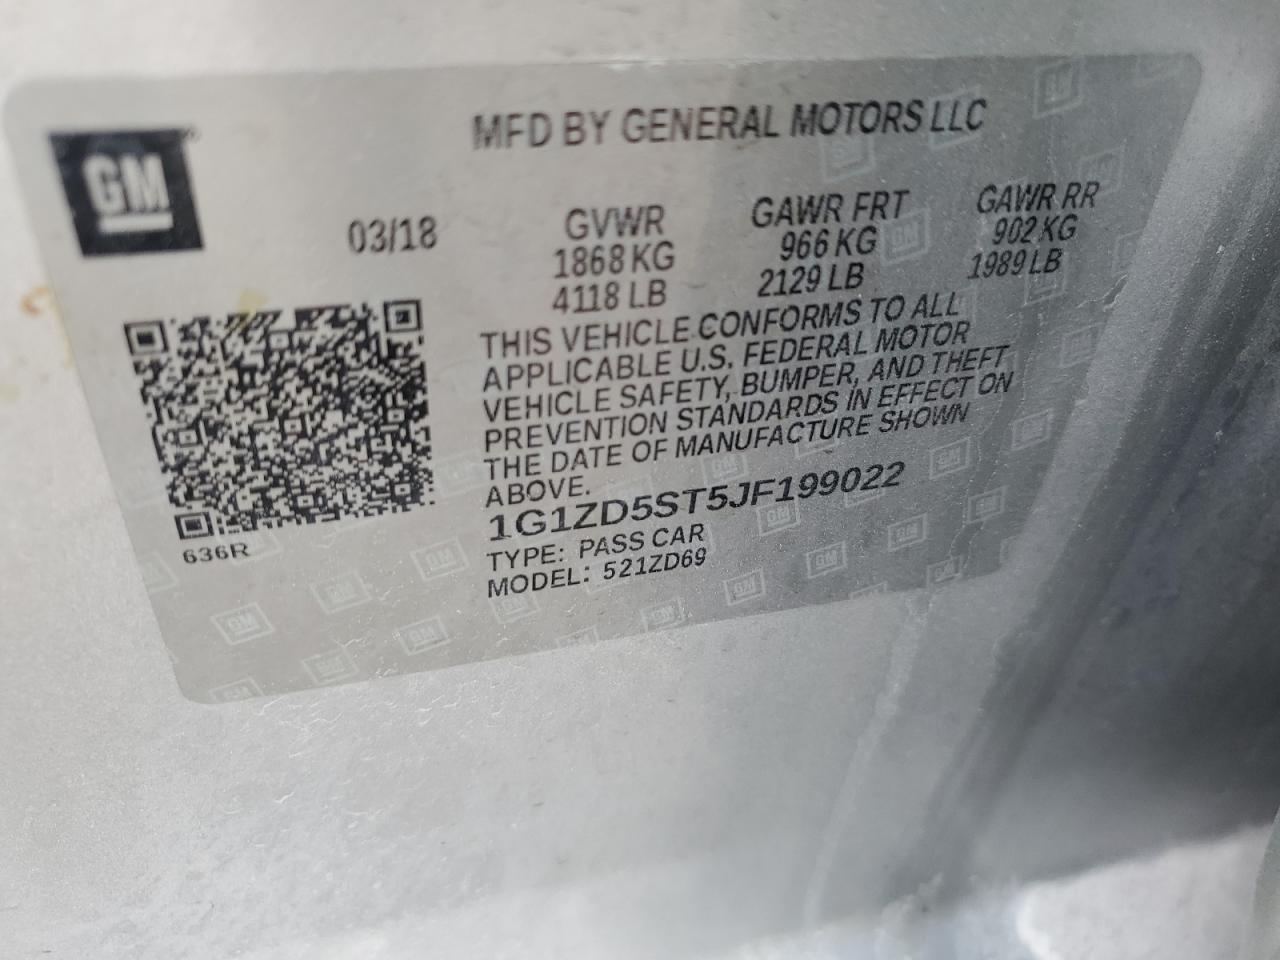 GM
MFD BY GENERAL MOTORS LLC
03/18
GVWR
1868 KG
4118 LB
GAWR FRT
966 KG
2129 LB
GAWR RR
902 KG
1989 LB
THIS VEHICLE CONFORMS TO ALL
APPLICABLE U.S. FEDERAL MOTOR
VEHICLE SAFETY, BUMPER, AND THEFT
PREVENTION STANDARDS IN EFFECT ON
THE DATE OF MANUFACTURE SHOWN
ABOVE.
1G1ZD5ST5JF199022
TYPE: PASS CAR
MODEL: 521ZD69
636R